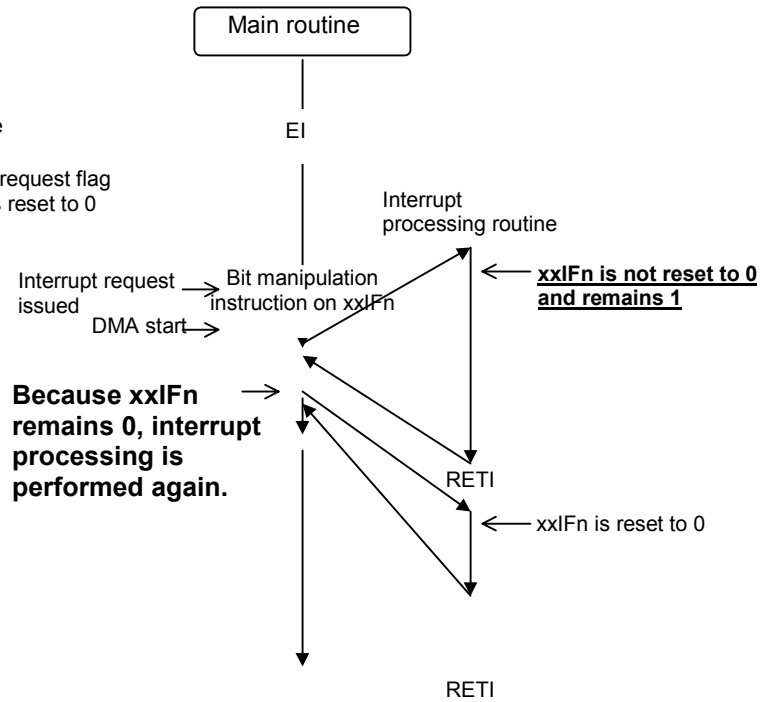 Main routine
EI
request flag
reset to 0
Interrupt
processing routine
Interrupt request
issued
Bit manipulation
instruction on xxIFn
xxIFn is not reset to 0
and remains 1
DMA start
Because xxIFn
remains 0, interrupt
processing is
performed again.
RETI
xxIFn is reset to 0
RETI